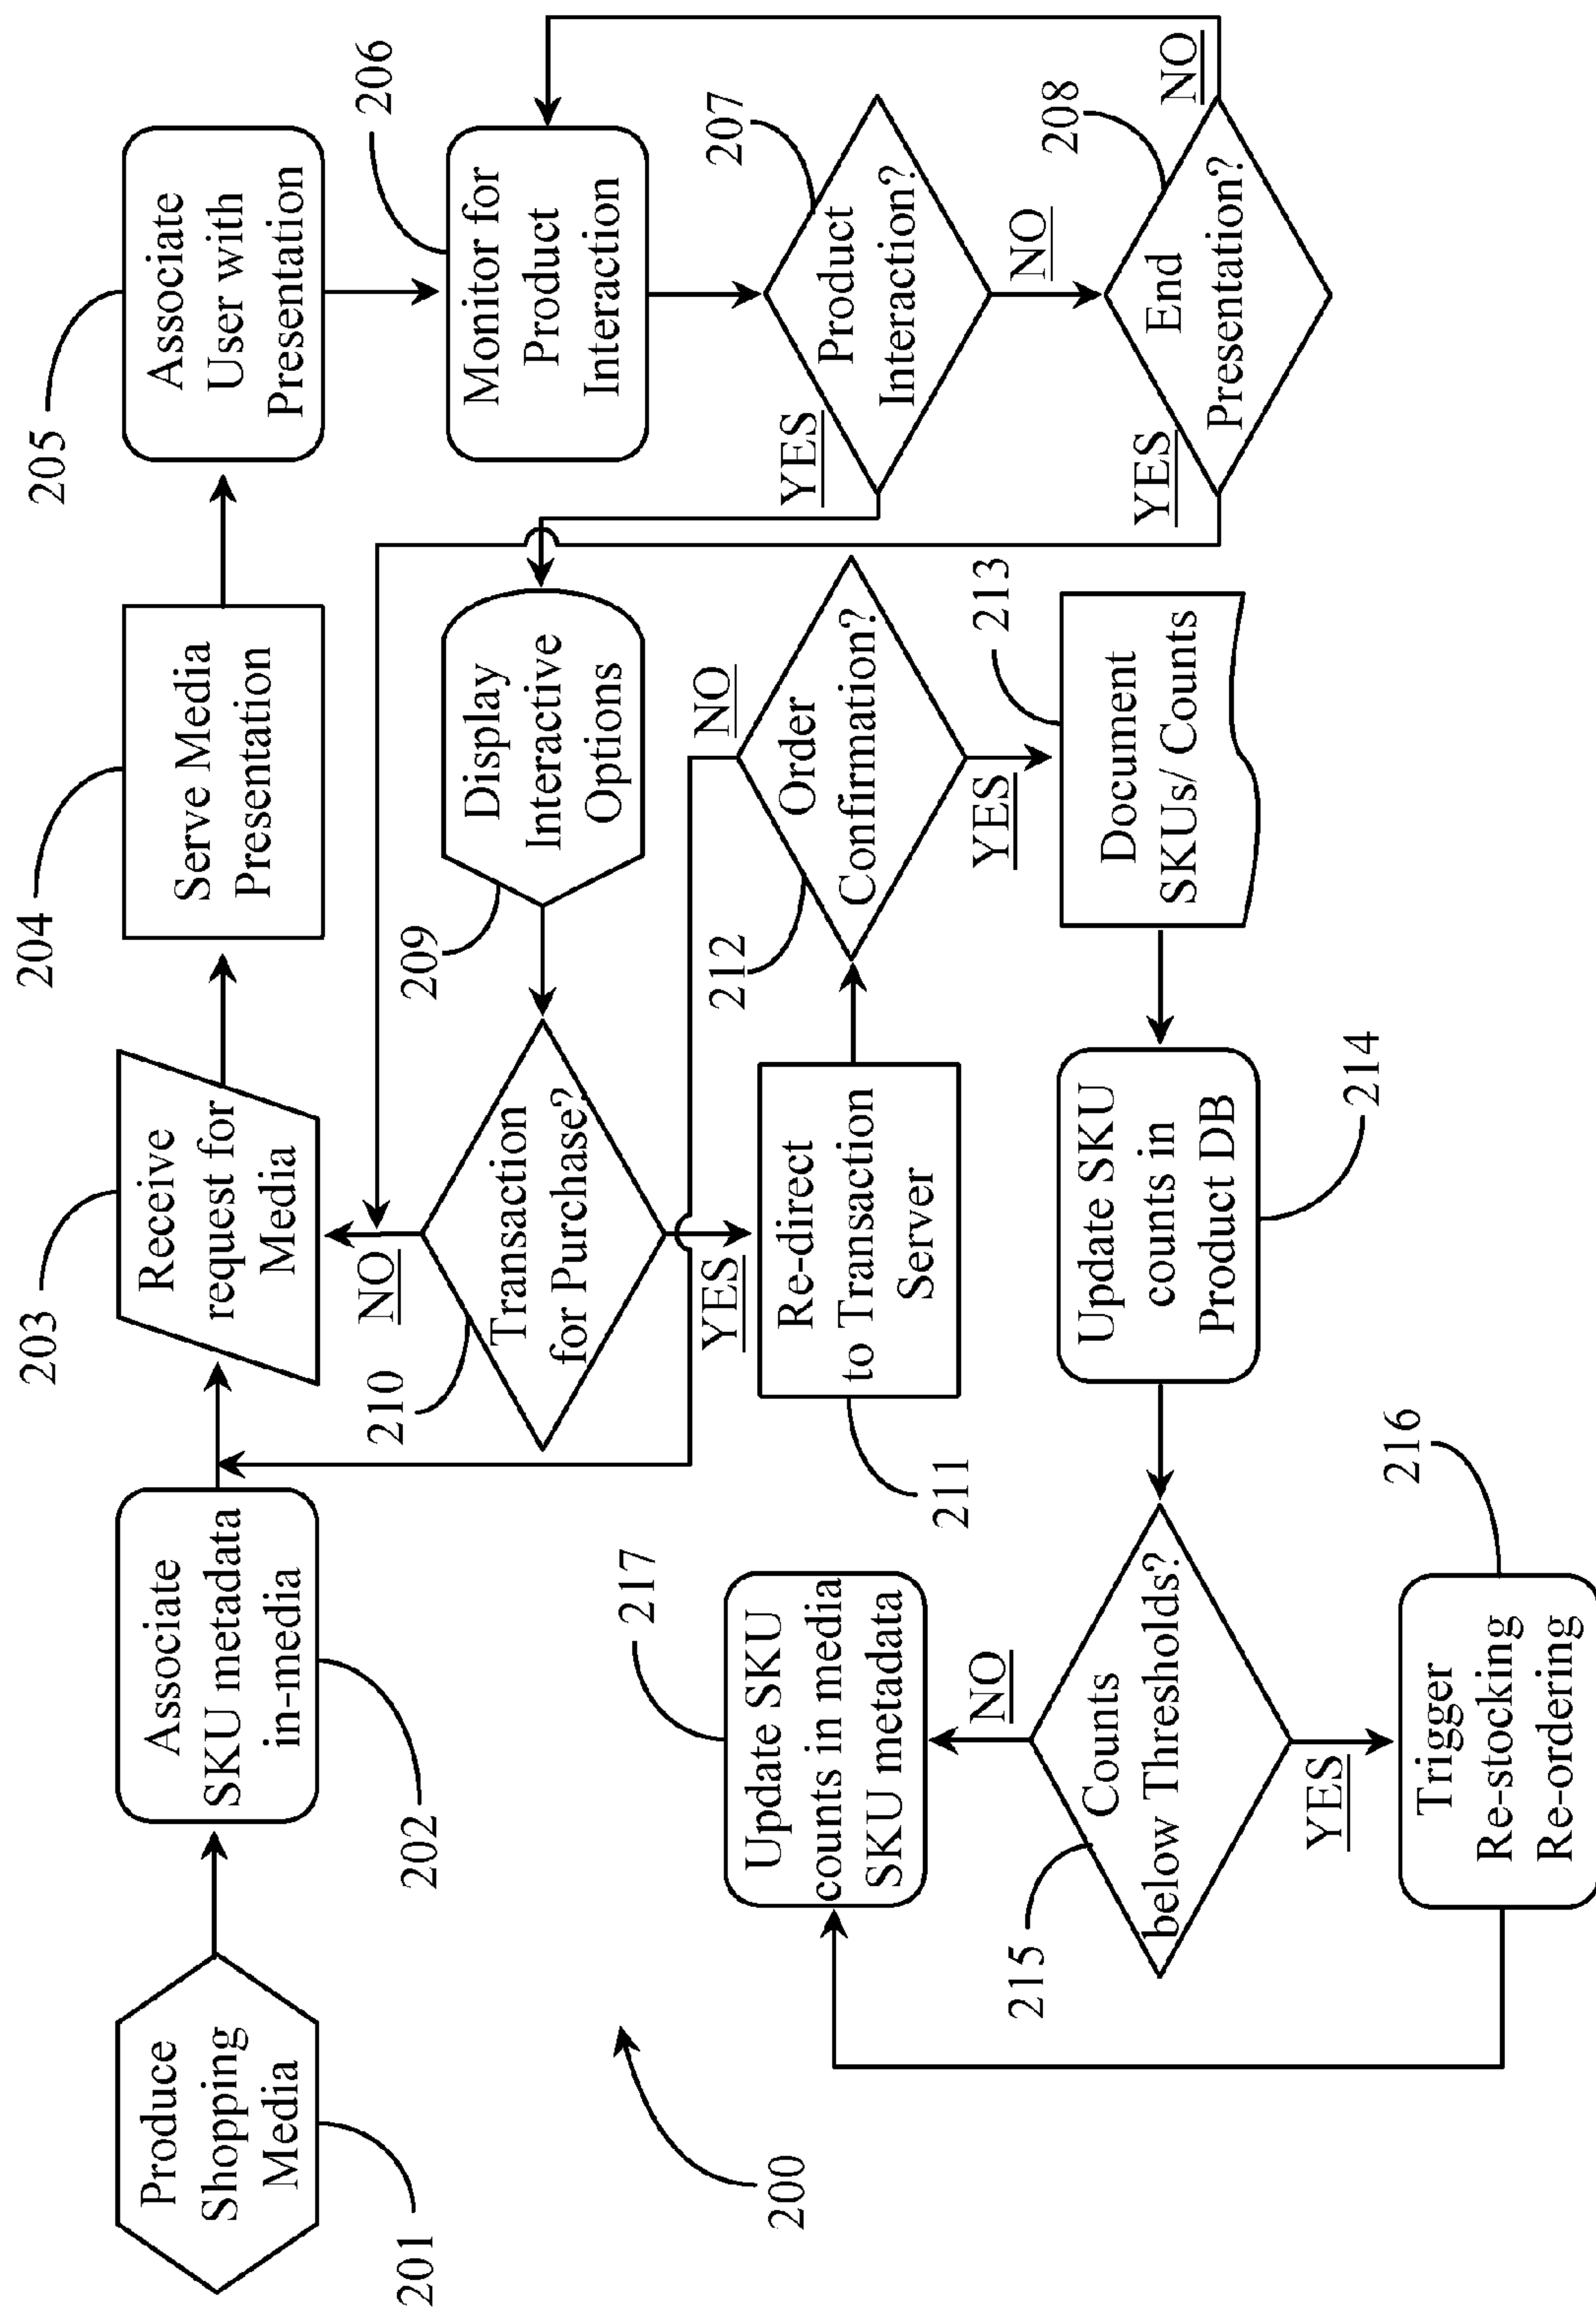 Produce
Shopping
Media
201
Associate
SKU metadata
in-media
202
Receive
request for
Media
203
Serve Media
Presentation
204
Associate
User with
Presentation
205
Monitor for
Product
Interaction
206
Product
Interaction?
207
YES
NO
End
Presentation?
208
YES
NO
Display
Interactive
Options
209
Transaction
for Purchase?
210
NO
YES
Re-direct
to Transaction
Server
211
Order
Confirmation?
212
NO
YES
Document
SKUs/ Counts
213
Update SKU
counts in
Product DB
214
Counts
below Thresholds?
215
NO
YES
Trigger
Re-stocking
Re-ordering
216
Update SKU
counts in media
SKU metadata
217
200